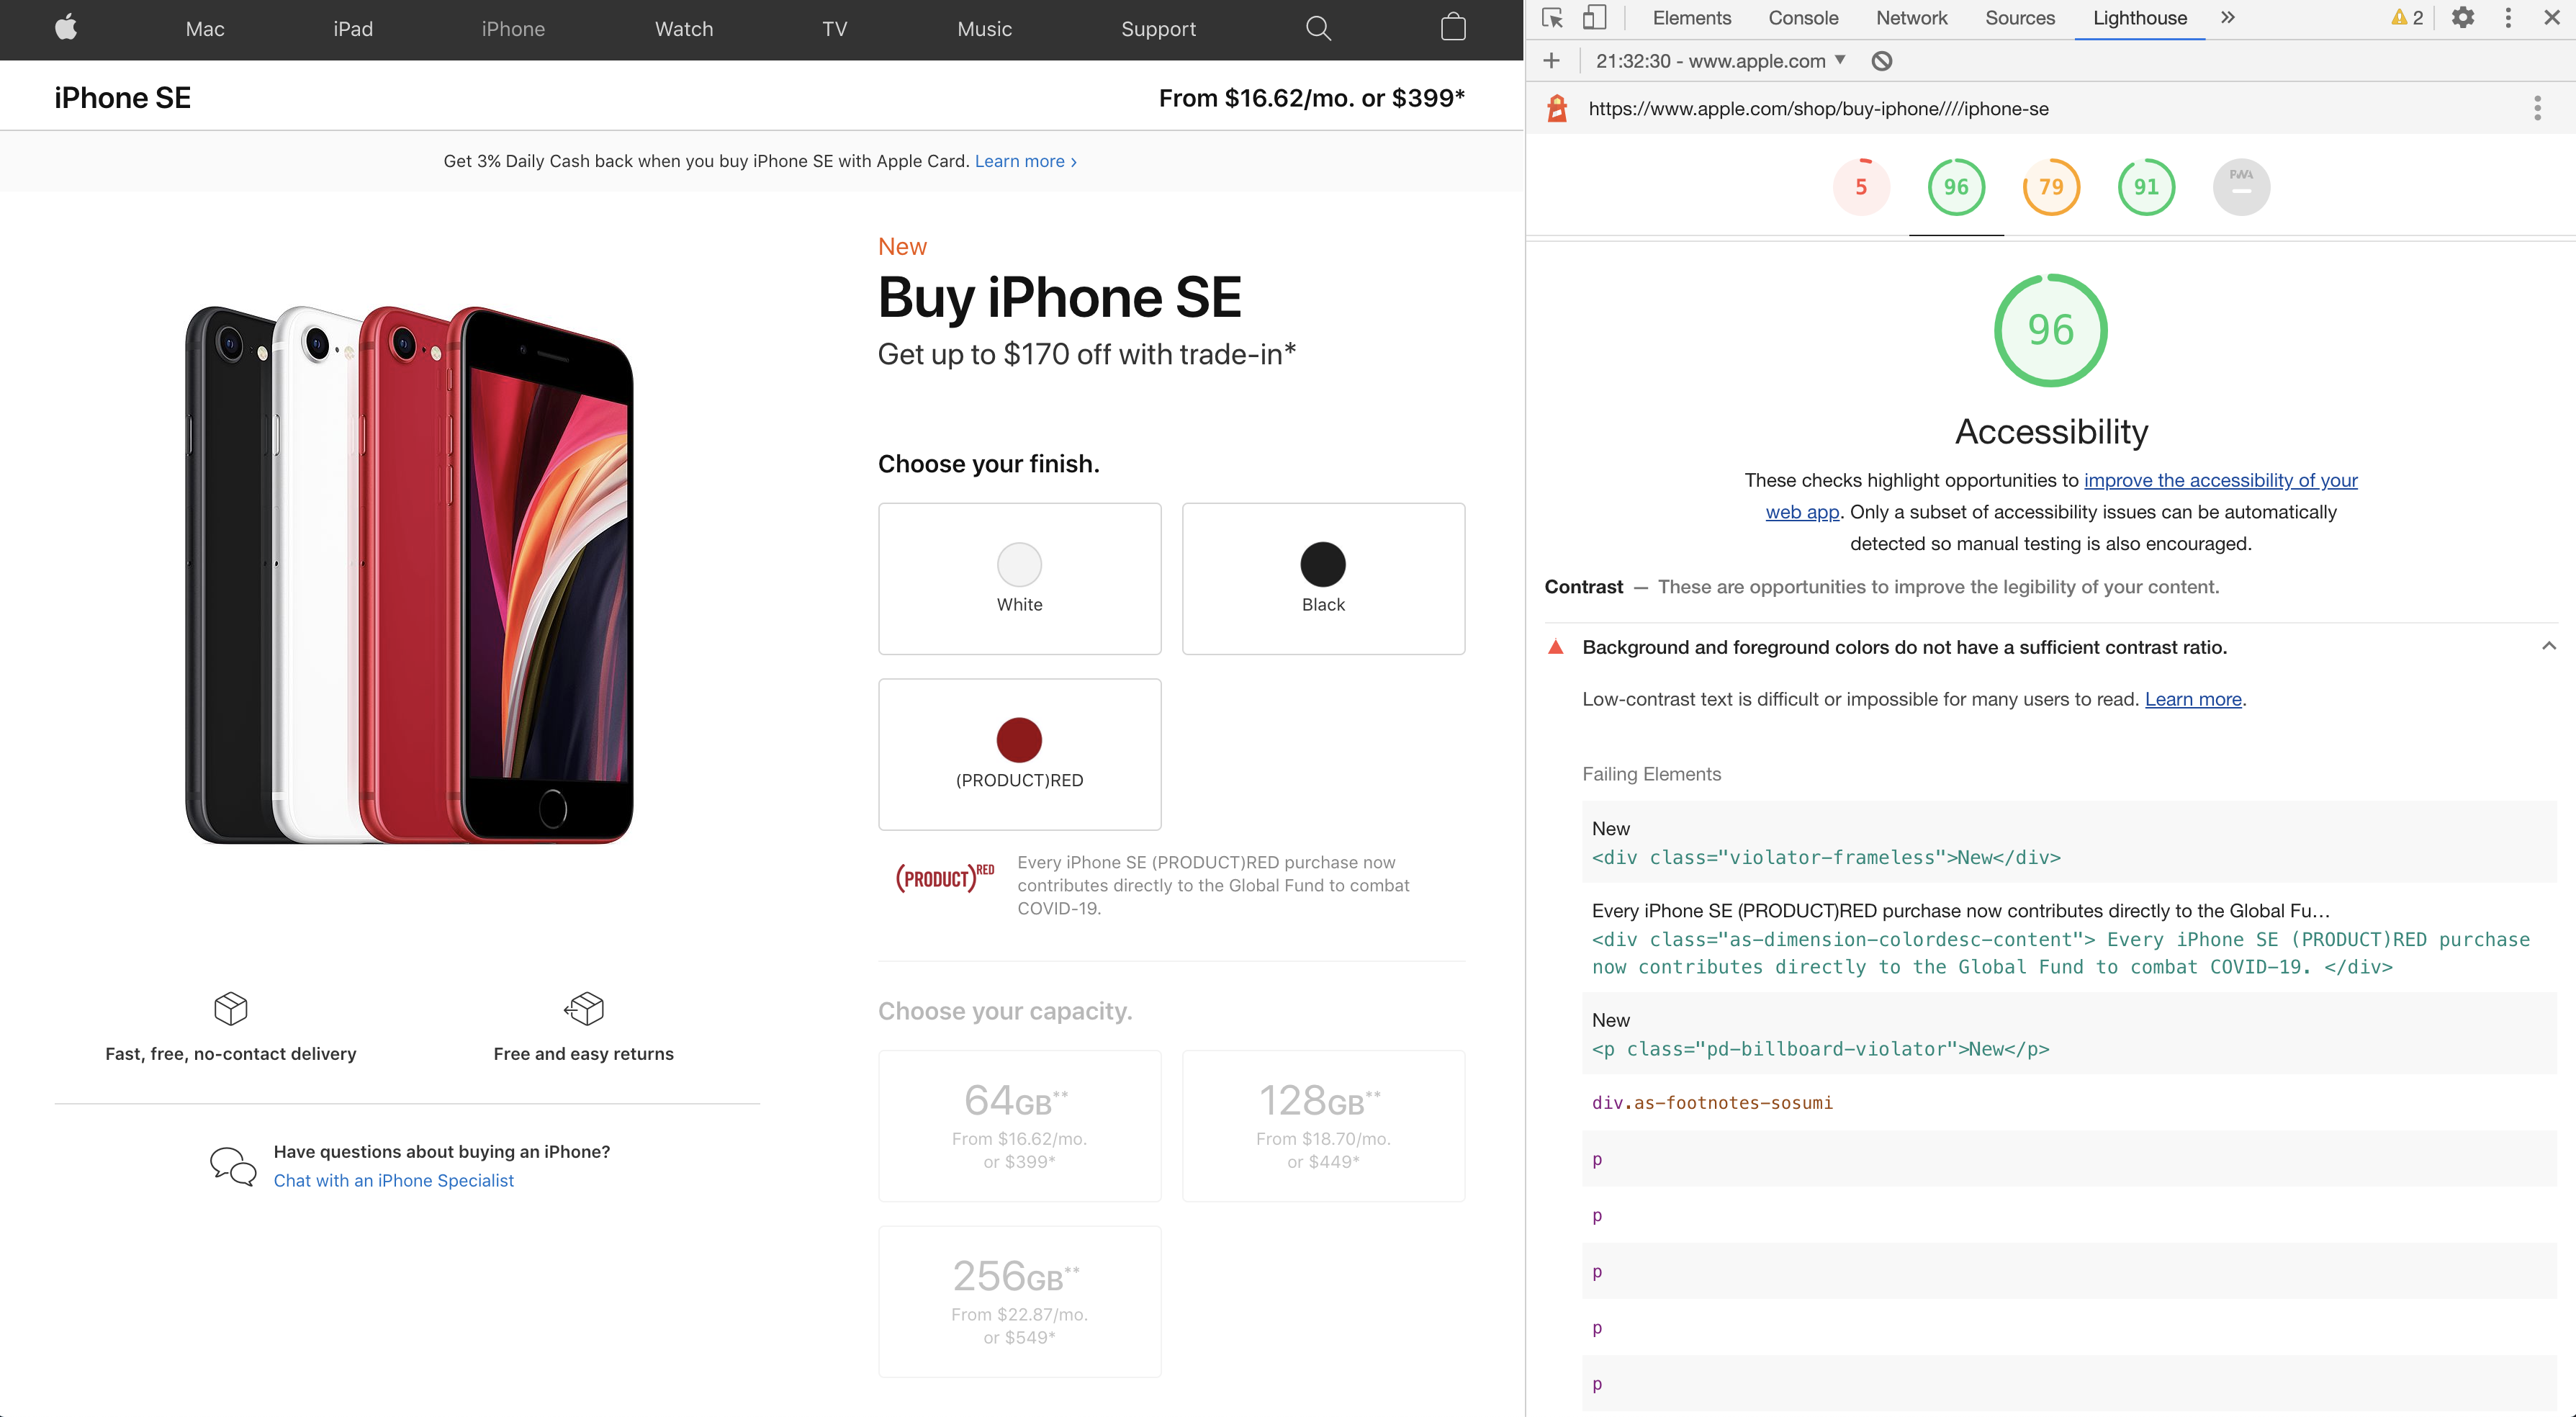 Mac iPad iPhone Watch TV Music Support
iPhone SE
From $16.62/mo. or $399*
Get 3% Daily Cash back when you buy iPhone SE with Apple Card. Learn more ›
New
Buy iPhone SE
Get up to $170 off with trade-in*
Choose your finish.
White
Black
(PRODUCT)RED
(PRODUCT)RED
Every iPhone SE (PRODUCT)RED purchase now
contributes directly to the Global Fund to combat
COVID-19.
Fast, free, no-contact delivery
Free and easy returns
Have questions about buying an iPhone?
Chat with an iPhone Specialist
Choose your capacity.
64GB**
From $16.62/mo.
or $399*
128GB**
From $18.70/mo.
or $449*
256GB**
From $22.87/mo.
or $549*
Elements Console Network Sources Lighthouse » 2
21:32:30 - www.apple.com
https://www.apple.com/shop/buy-iphone////iphone-se
5 96 79 91 PWA
96
Accessibility
These checks highlight opportunities to improve the accessibility of your
web app. Only a subset of accessibility issues can be automatically
detected so manual testing is also encouraged.
Contrast — These are opportunities to improve the legibility of your content.
Background and foreground colors do not have a sufficient contrast ratio.
Low-contrast text is difficult or impossible for many users to read. Learn more.
Failing Elements
New
<div class="violator-frameless">New</div>
Every iPhone SE (PRODUCT)RED purchase now contributes directly to the Global Fu…
<div class="as-dimension-colordesc-content"> Every iPhone SE (PRODUCT)RED purchase
now contributes directly to the Global Fund to combat COVID-19. </div>
New
<p class="pd-billboard-violator">New</p>
div.as-footnotes-sosumi
p
p
p
p
p